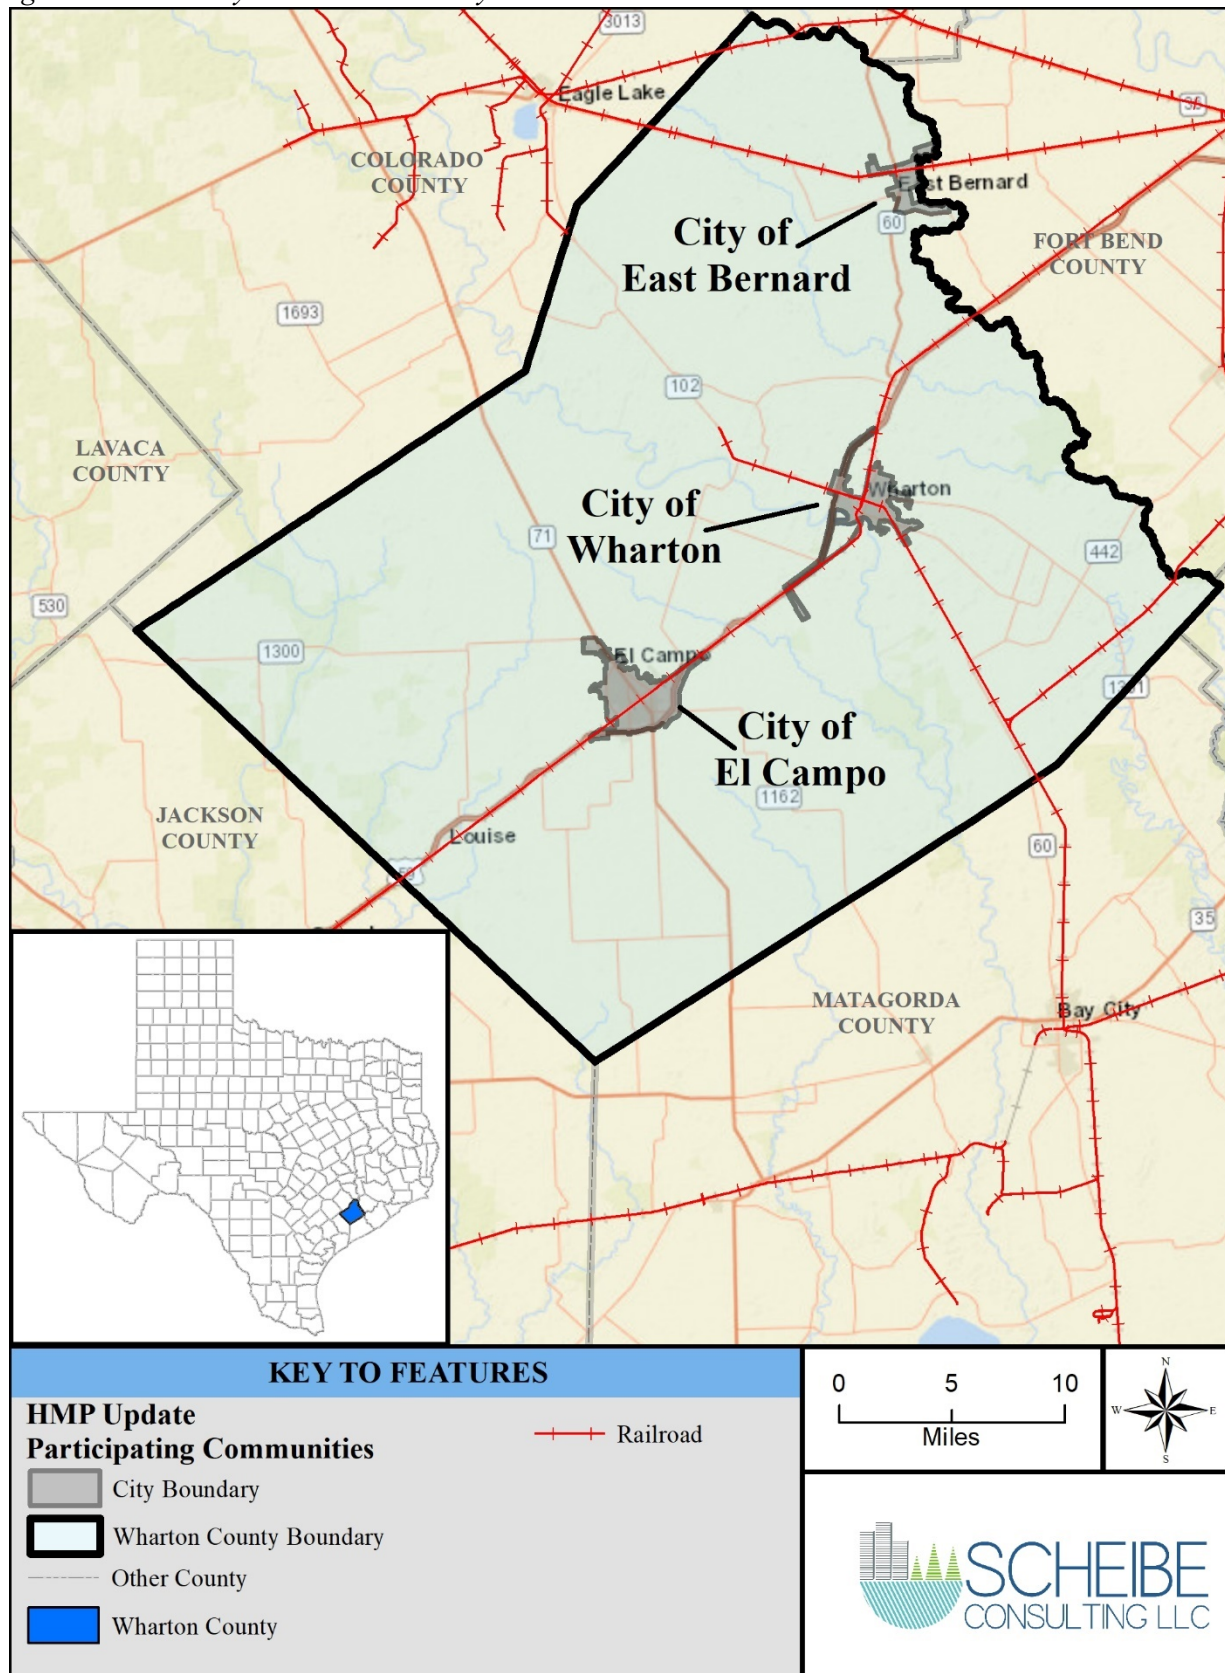 3013
Eagle Lake
36
COLORADO
COUNTY
East Bernard
City of
East Bernard
60
FORT BEND
COUNTY
1693
102
LAVACA
COUNTY
Wharton
City of
Wharton
71
442
530
1300
El Campo
1301
City of
El Campo
1162
JACKSON
COUNTY
Louise
59
60
35
MATAGORDA
COUNTY
Bay City
KEY TO FEATURES
HMP Update
Participating Communities
Railroad
City Boundary
Wharton County Boundary
Other County
Wharton County
0 5 10
Miles
N
W E
S
SCHEIBE
CONSULTING LLC